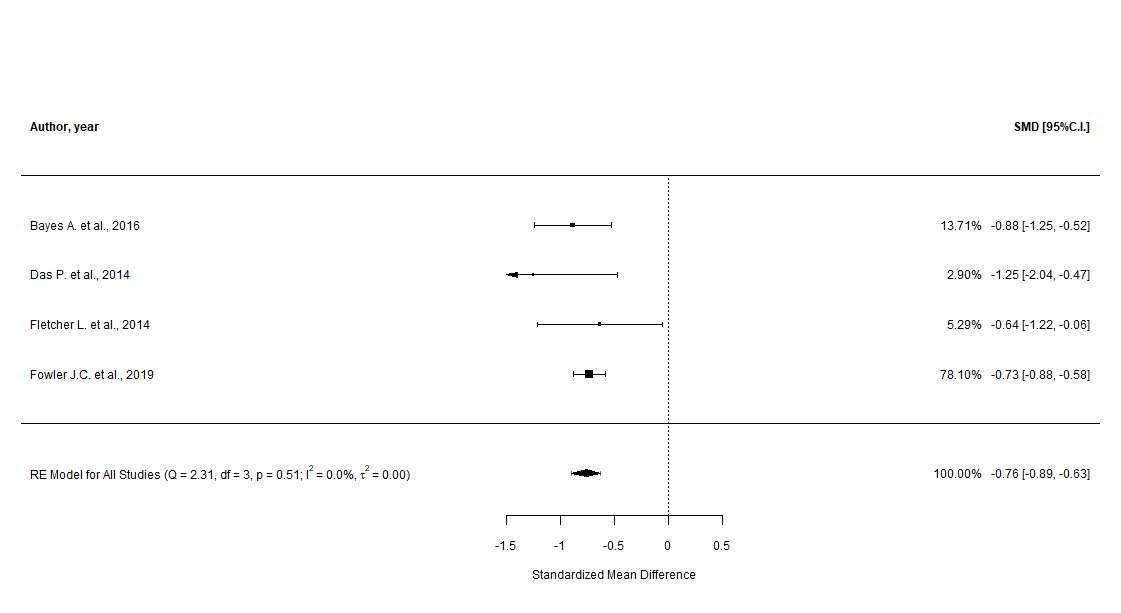 Author, year SMD [95%C.I.]
Bayes A. et al., 2016 13.71% -0.88 [-1.25, -0.52]
Das P. et al., 2014 2.90% -1.25 [-2.04, -0.47]
Fletcher L. et al., 2014 5.29% -0.64 [-1.22, -0.06]
Fowler J.C. et al., 2019 78.10% -0.73 [-0.88, -0.58]
RE Model for All Studies (Q = 2.31, df = 3, p = 0.51; I² = 0.0%, τ² = 0.00) 100.00% -0.76 [-0.89, -0.63]
-1.5 -1 -0.5 0 0.5
Standardized Mean Difference